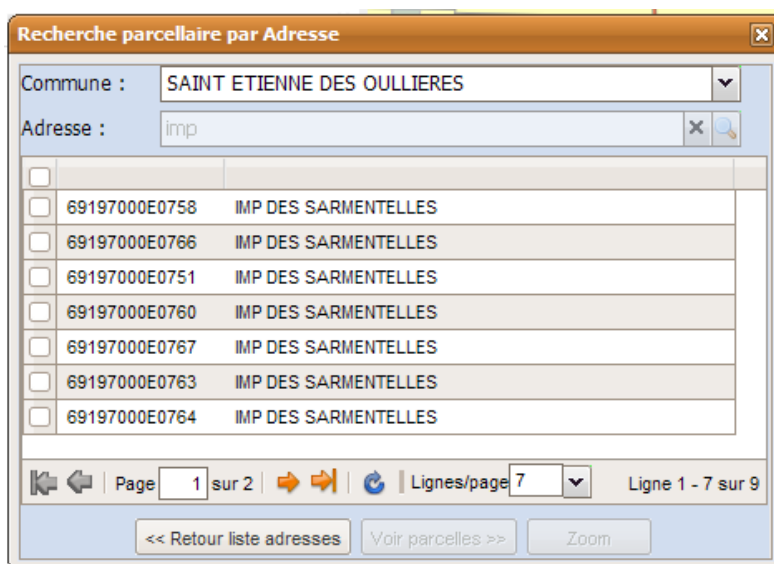 Recherche parcellaire par Adresse
Commune : SAINT ETIENNE DES OULLIERES
Adresse : imp
69197000E0758 IMP DES SARMENTELLES
69197000E0766 IMP DES SARMENTELLES
69197000E0751 IMP DES SARMENTELLES
69197000E0760 IMP DES SARMENTELLES
69197000E0767 IMP DES SARMENTELLES
69197000E0763 IMP DES SARMENTELLES
69197000E0764 IMP DES SARMENTELLES
Page 1 sur 2 Lignes/page 7 Ligne 1 - 7 sur 9
<< Retour liste adresses Voir parcelles >> Zoom